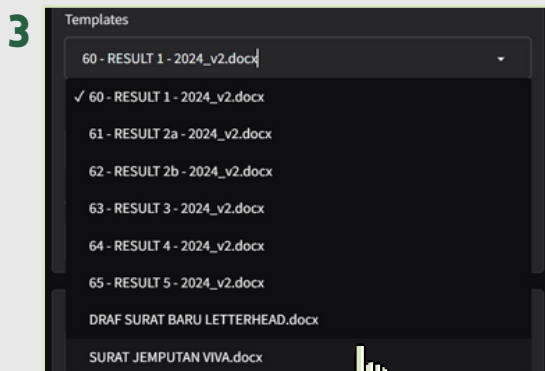 3
Templates
60 - RESULT 1 - 2024_v2.docx
✓ 60 - RESULT 1 - 2024_v2.docx
61 - RESULT 2a - 2024_v2.docx
62 - RESULT 2b - 2024_v2.docx
63 - RESULT 3 - 2024_v2.docx
64 - RESULT 4 - 2024_v2.docx
65 - RESULT 5 - 2024_v2.docx
DRAF SURAT BARU LETTERHEAD.docx
SURAT JEMPUTAN VIVA.docx